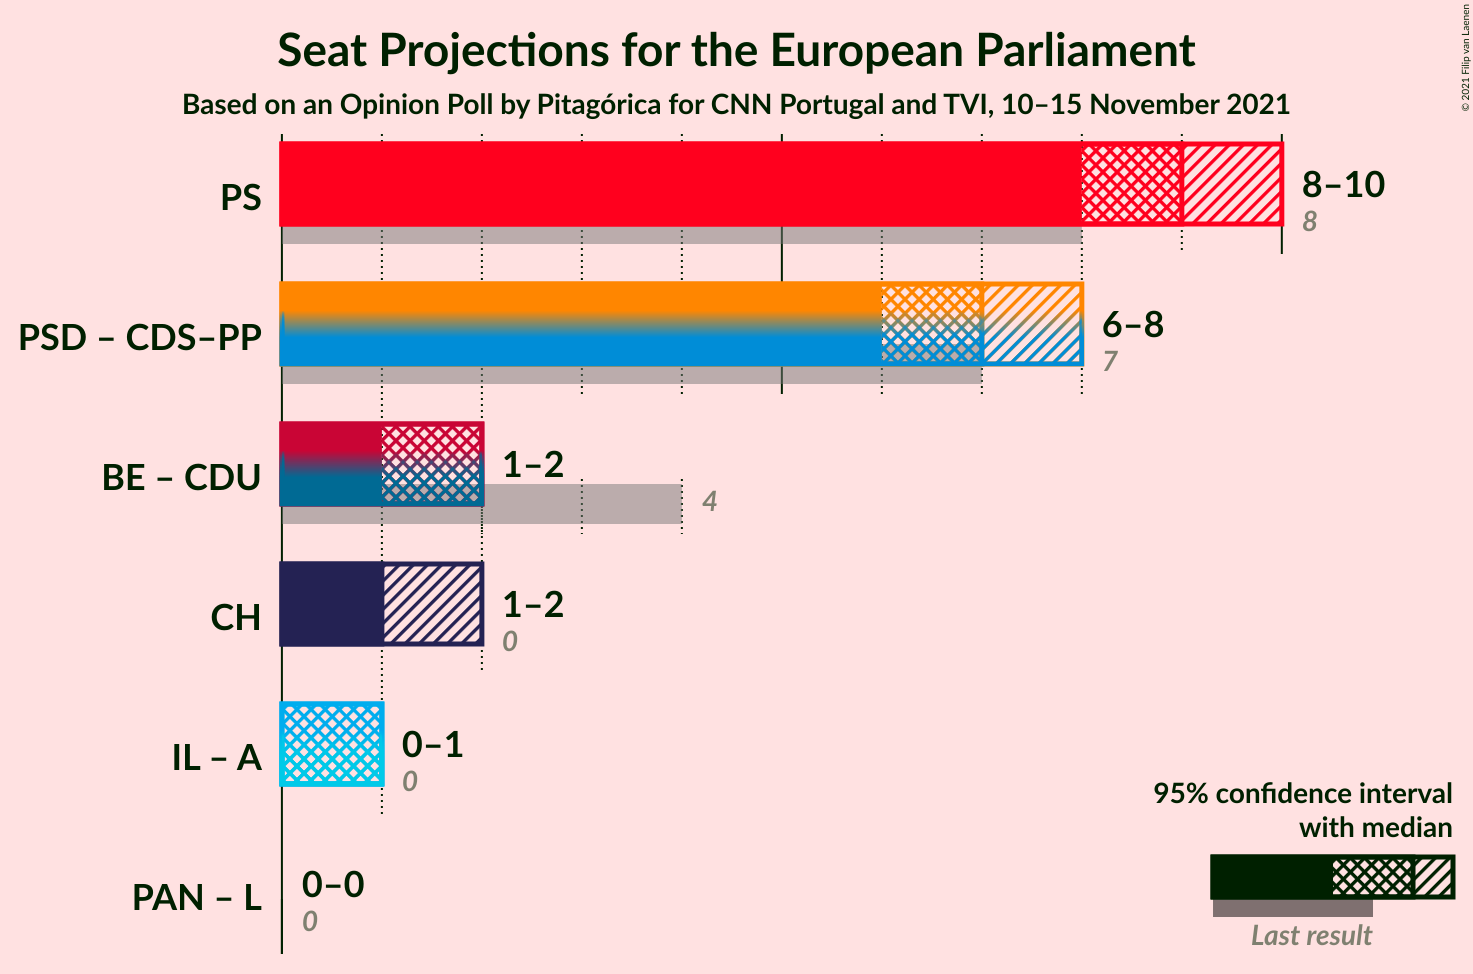 Seat Projections for the European Parliament
Based on an Opinion Poll by Pitagórica for CNN Portugal and TVI, 10–15 November 2021
© 2021 Filip van Laenen
PS
8–10
8
PSD – CDS–PP
6–8
7
BE – CDU
1–2
4
CH
1–2
0
IL – A
0–1
0
PAN – L
0–0
0
95% confidence interval
with median
Last result